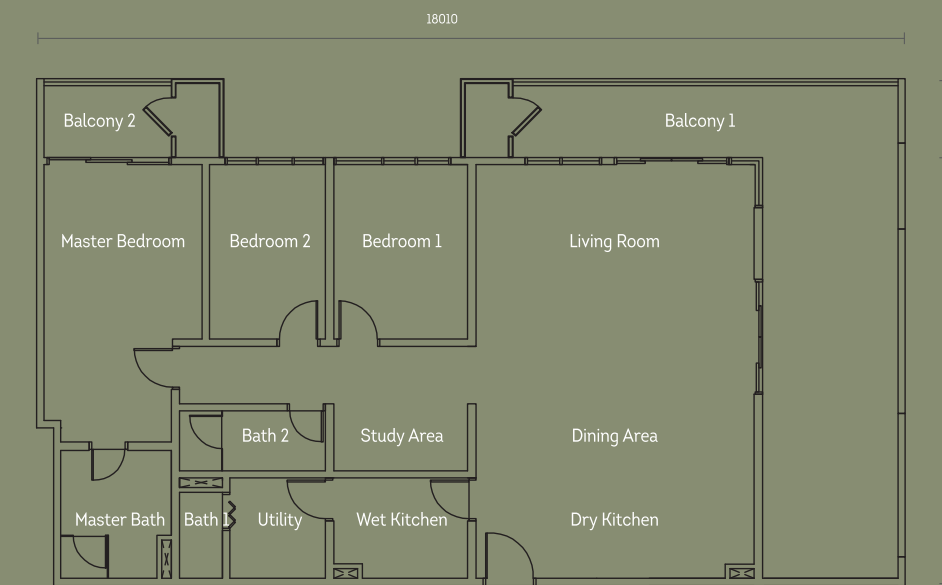 18010
Balcony 2
Balcony 1
Master Bedroom
Bedroom 2
Bedroom 1
Living Room
Bath 2
Study Area
Dining Area
Master Bath
Bath 1
Utility
Wet Kitchen
Dry Kitchen